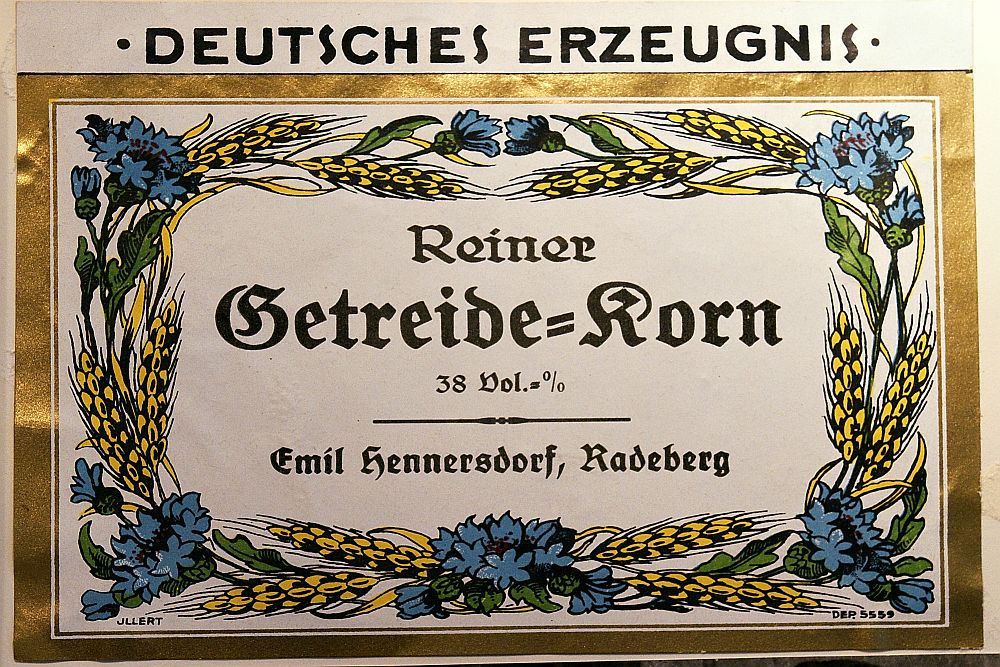 ·DEUTSCHES ERZEUGNIS·
Reiner
Getreide=Korn
38 Vol.=%
Emil Hennersdorf, Radeberg
JLLERT
DEP. 5559